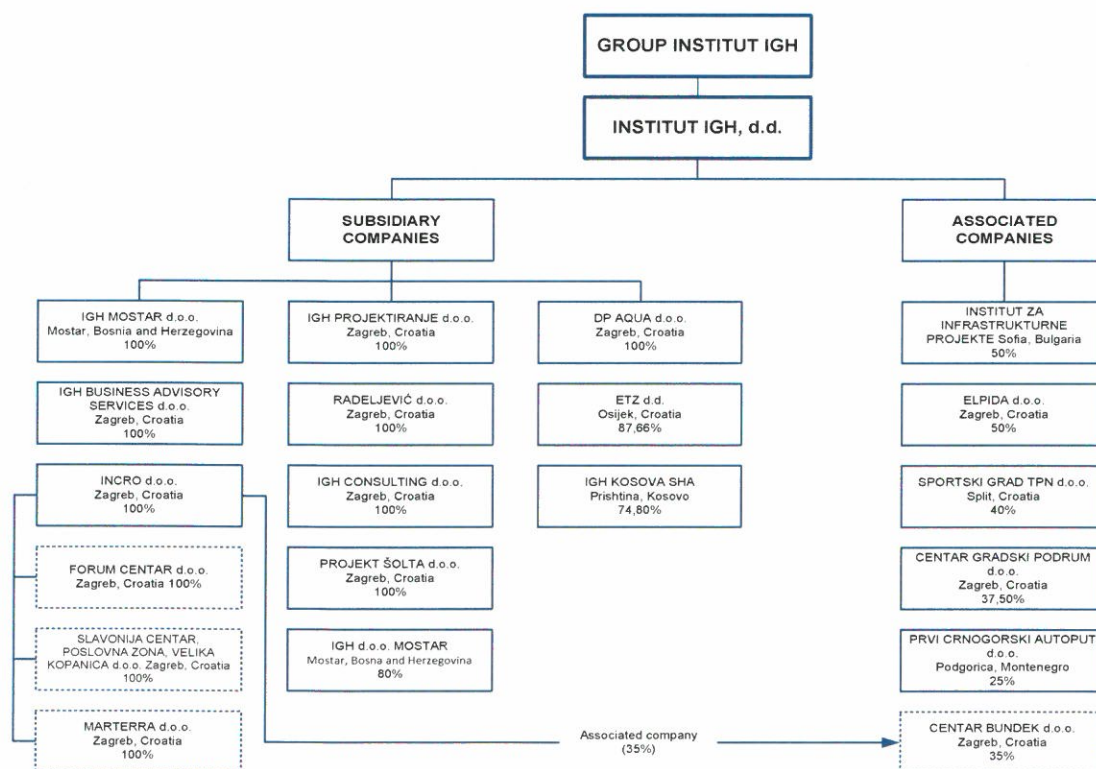 GROUP INSTITUT IGH
INSTITUT IGH, d.d.
SUBSIDIARY
COMPANIES
ASSOCIATED
COMPANIES
IGH MOSTAR d.o.o.
Mostar, Bosnia and Herzegovina
100%
IGH BUSINESS ADVISORY
SERVICES d.o.o.
Zagreb, Croatia
100%
INCRO d.o.o.
Zagreb, Croatia
100%
FORUM CENTAR d.o.o.
Zagreb, Croatia 100%
SLAVONIJA CENTAR,
POSLOVNA ZONA, VELIKA
KOPANICA d.o.o. Zagreb, Croatia
100%
MARTERRA d.o.o.
Zagreb, Croatia
100%
IGH PROJEKTIRANJE d.o.o.
Zagreb, Croatia
100%
RADELJEVIĆ d.o.o.
Zagreb, Croatia
100%
IGH CONSULTING d.o.o.
Zagreb, Croatia
100%
PROJEKT ŠOLTA d.o.o.
Zagreb, Croatia
100%
IGH d.o.o. MOSTAR
Mostar, Bosna and Herzegovina
80%
DP AQUA d.o.o.
Zagreb, Croatia
100%
ETZ d.d.
Osijek, Croatia
87,66%
IGH KOSOVA SHA
Prishtina, Kosovo
74,80%
INSTITUT ZA
INFRASTRUKTURNE
PROJEKTE Sofia, Bulgaria
50%
ELPIDA d.o.o.
Zagreb, Croatia
50%
SPORTSKI GRAD TPN d.o.o.
Split, Croatia
40%
CENTAR GRADSKI PODRUM
d.o.o.
Zagreb, Croatia
37,50%
PRVI CRNOGORSKI AUTOPUT
d.o.o.
Podgorica, Montenegro
25%
Associated company
(35%)
CENTAR BUNDEK d.o.o.
Zagreb, Croatia
35%